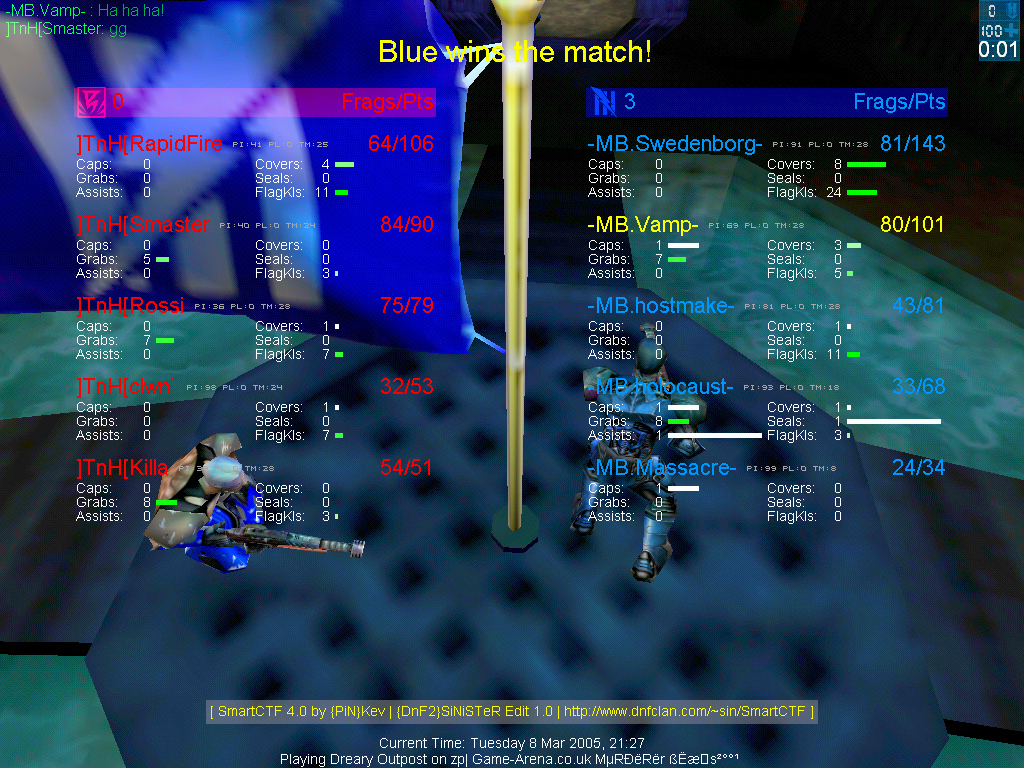 -MB.Vamp- : Ha ha ha!
]TnH[Smaster: gg
0
100
0:01
Blue wins the match!
0 Frags/Pts
]TnH[RapidFire PI:41 PL:0 TM:25 64/106
Caps: 0 Covers: 4
Grabs: 0 Seals: 0
Assists: 0 FlagKls: 11
]TnH[Smaster PI:40 PL:0 TM:24 84/90
Caps: 0 Covers: 0
Grabs: 5 Seals: 0
Assists: 0 FlagKls: 3
]TnH[Rossi PI:36 PL:0 TM:28 75/79
Caps: 0 Covers: 1
Grabs: 7 Seals: 0
Assists: 0 FlagKls: 7
]TnH[clwn PI:98 PL:0 TM:24 32/53
Caps: 0 Covers: 1
Grabs: 0 Seals: 0
Assists: 0 FlagKls: 7
]TnH[Killa TM:28 54/51
Caps: 0 Covers: 0
Grabs: 8 Seals: 0
Assists: 0 FlagKls: 3
3 Frags/Pts
-MB.Swedenborg- PI:91 PL:0 TM:28 81/143
Caps: 0 Covers: 8
Grabs: 0 Seals: 0
Assists: 0 FlagKls: 24
-MB.Vamp- PI:69 PL:0 TM:28 80/101
Caps: 1 Covers: 3
Grabs: 7 Seals: 0
Assists: 0 FlagKls: 5
-MB.hostmake- PI:81 PL:0 TM:28 43/81
Caps: 0 Covers: 1
Grabs: 0 Seals: 0
Assists: 0 FlagKls: 11
-MB.holocaust- PI:93 PL:0 TM:18 33/68
Caps: 1 Covers: 1
Grabs: 8 Seals: 1
Assists: 1 FlagKls: 3
-MB.Massacre- PI:99 PL:0 TM:8 24/34
Caps: 1 Covers: 0
Grabs: 0 Seals: 0
Assists: 0 FlagKls: 0
[ SmartCTF 4.0 by {PiN}Kev | {DnF2}SiNiSTeR Edit 1.0 | http://www.dnfclan.com/~sin/SmartCTF ]
Current Time: Tuesday 8 Mar 2005, 21:27
Playing Dreary Outpost on zp| Game-Arena.co.uk